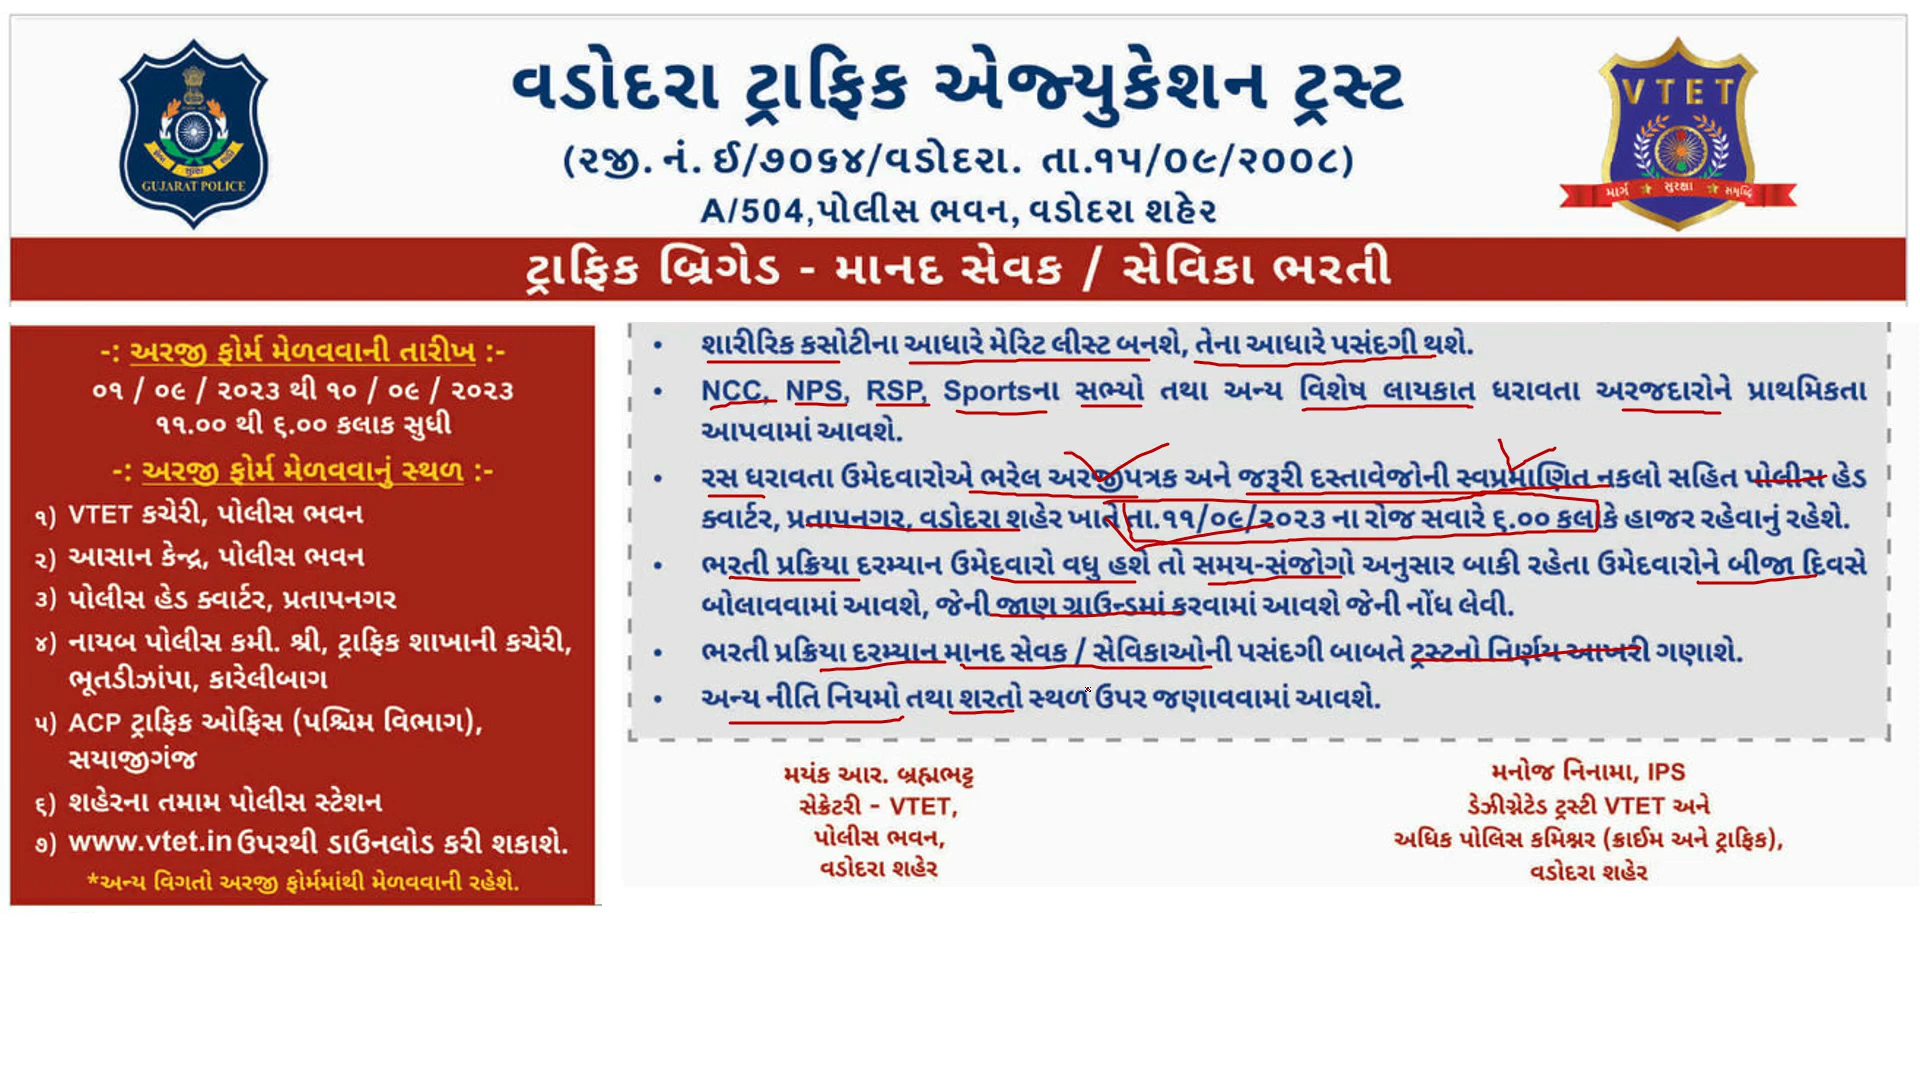 GUJARAT POLICE
VTET
માર્ગ સુરક્ષા સમૃદ્ધિ
વડોદરા ટ્રાફિક એજ્યુકેશન ટ્રસ્ટ
(રજી. નં. ઈ/૭૦૬૪/વડોદરા. તા.૧૫/૦૯/૨૦૦૮)
A/504,પોલીસ ભવન, વડોદરા શહેર
ટ્રાફિક બ્રિગેડ - માનદ સેવક / સેવિકા ભરતી
-: અરજી ફોર્મ મેળવવાની તારીખ :-
૦૧ / ૦૯ / ૨૦૨૩ થી ૧૦ / ૦૯ / ૨૦૨૩
૧૧.૦૦ થી ૬.૦૦ કલાક સુધી
-: અરજી ફોર્મ મેળવવાનું સ્થળ :-
૧) VTET કચેરી, પોલીસ ભવન
૨) આસાન કેન્દ્ર, પોલીસ ભવન
૩) પોલીસ હેડ ક્વાર્ટર, પ્રતાપનગર
૪) નાયબ પોલીસ કમી. શ્રી, ટ્રાફિક શાખાની કચેરી,
ભૂતડીઝાંપા, કારેલીબાગ
૫) ACP ટ્રાફિક ઓફિસ (પશ્ચિમ વિભાગ),
સયાજીગંજ
૬) શહેરના તમામ પોલીસ સ્ટેશન
૭) www.vtet.in ઉપરથી ડાઉનલોડ કરી શકાશે.
*અન્ય વિગતો અરજી ફોર્મમાંથી મેળવવાની રહેશે.
• શારીરિક કસોટીના આધારે મેરિટ લીસ્ટ બનશે, તેના આધારે પસંદગી થશે.
• NCC, NPS, RSP, Sportsના સભ્યો તથા અન્ય વિશેષ લાયકાત ધરાવતા અરજદારોને પ્રાથમિકતા
આપવામાં આવશે.
• રસ ધરાવતા ઉમેદવારોએ ભરેલ અરજીપત્રક અને જરૂરી દસ્તાવેજોની સ્વપ્રમાણિત નકલો સહિત પોલીસ હેડ
ક્વાર્ટર, પ્રતાપનગર, વડોદરા શહેર ખાતે તા.૧૧/૦૯/૨૦૨૩ ના રોજ સવારે ૬.૦૦ કલાકે હાજર રહેવાનું રહેશે.
• ભરતી પ્રક્રિયા દરમ્યાન ઉમેદવારો વધુ હશે તો સમય-સંજોગો અનુસાર બાકી રહેતા ઉમેદવારોને બીજા દિવસે
બોલાવવામાં આવશે, જેની જાણ ગ્રાઉન્ડમાં કરવામાં આવશે જેની નોંધ લેવી.
• ભરતી પ્રક્રિયા દરમ્યાન માનદ સેવક / સેવિકાઓની પસંદગી બાબતે ટ્રસ્ટનો નિર્ણય આખરી ગણાશે.
• અન્ય નીતિ નિયમો તથા શરતો સ્થળ ઉપર જણાવવામાં આવશે.
મયંક આર. બ્રહ્મભટ્ટ
સેક્રેટરી - VTET,
પોલીસ ભવન,
વડોદરા શહેર
મનોજ નિનામા, IPS
ડેઝીગ્નેટેડ ટ્રસ્ટી VTET અને
અધિક પોલિસ કમિશ્નર (ક્રાઈમ અને ટ્રાફિક),
વડોદરા શહેર